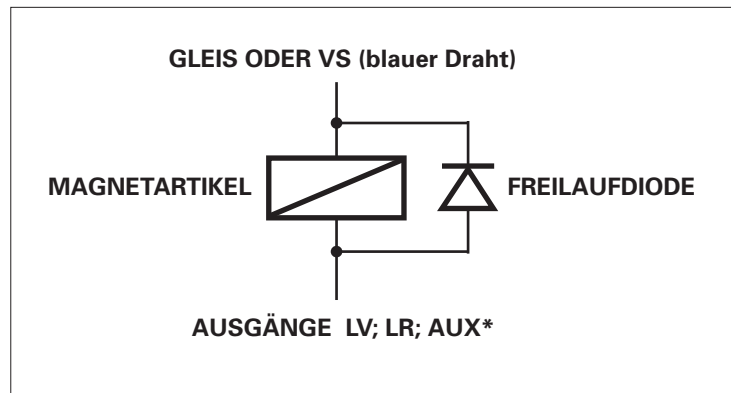 GLEIS ODER VS (blauer Draht)
MAGNETARTIKEL
FREILAUFDIODE
AUSGÄNGE LV; LR; AUX*